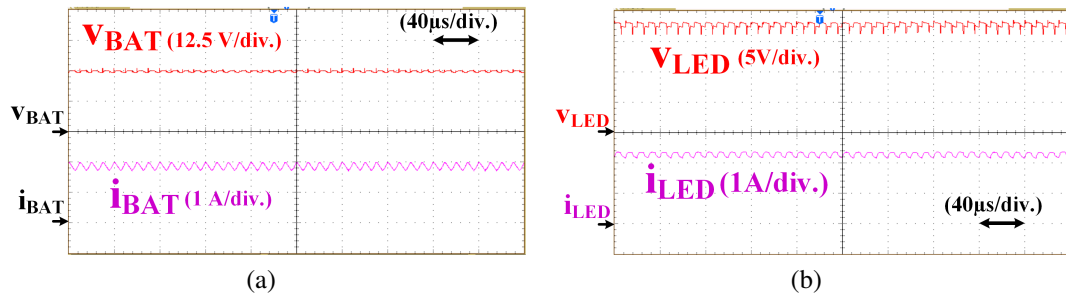 (40µs/div.)
VBAT (12.5 V/div.)
vBAT
iBAT (1 A/div.)
iBAT
(a)
T
vLED (5V/div.)
vLED
iLED (1A/div.)
iLED
(40µs/div.)
(b)
T